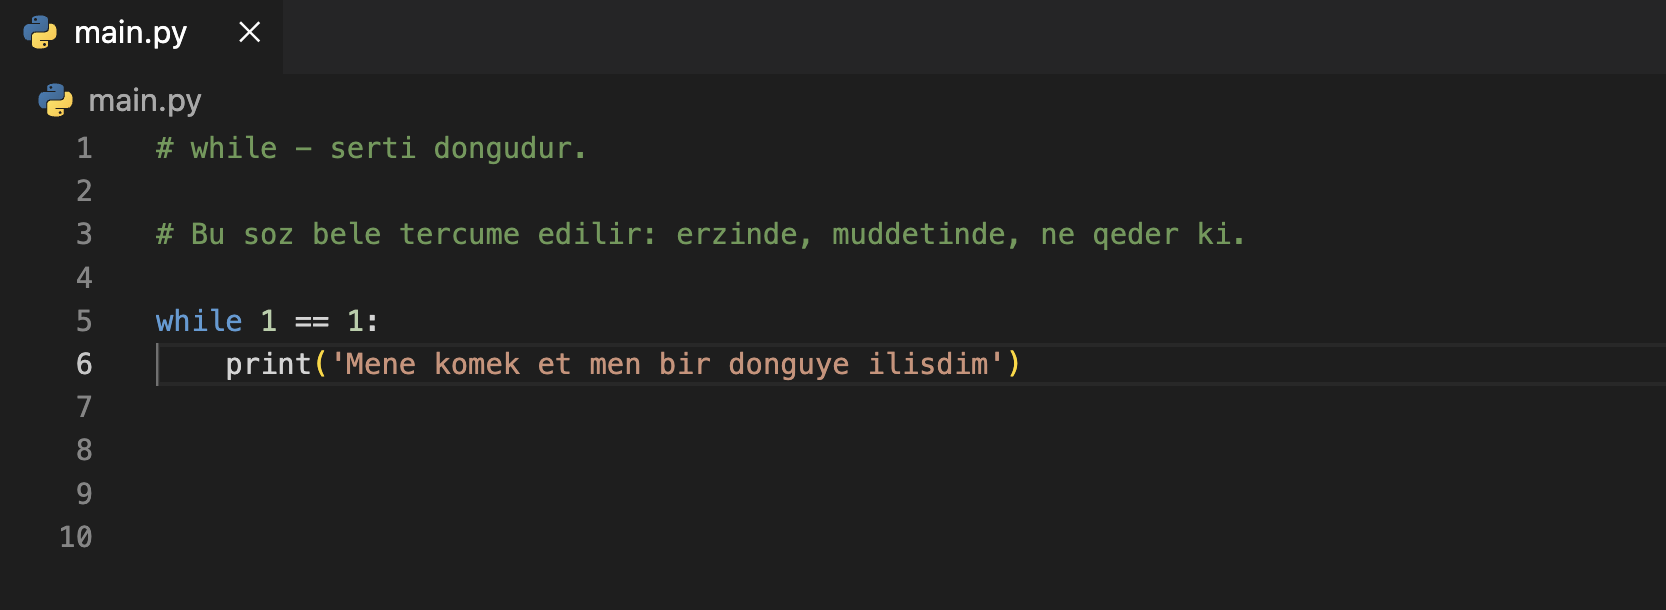 main.py
main.py
1 # while - serti dongudur.
2
3 # Bu soz bele tercume edilir: erzinde, muddetinde, ne qeder ki.
4
5 while 1 == 1:
6     print('Mene komek et men bir donguye ilisdim')
7
8
9
10